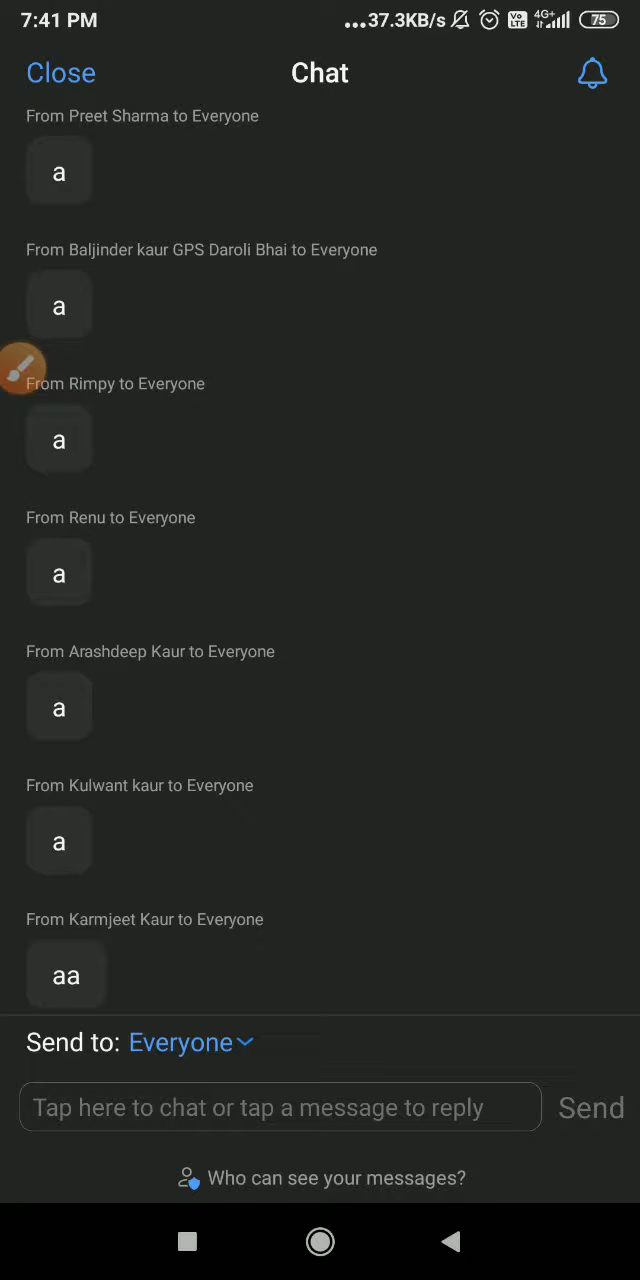 7:41 PM ...37.3KB/s Vo LTE 4G+ 75
Close Chat
From Preet Sharma to Everyone
a
From Baljinder kaur GPS Daroli Bhai to Everyone
a
From Rimpy to Everyone
a
From Renu to Everyone
a
From Arashdeep Kaur to Everyone
a
From Kulwant kaur to Everyone
a
From Karmjeet Kaur to Everyone
aa
Send to: Everyone
Tap here to chat or tap a message to reply Send
Who can see your messages?